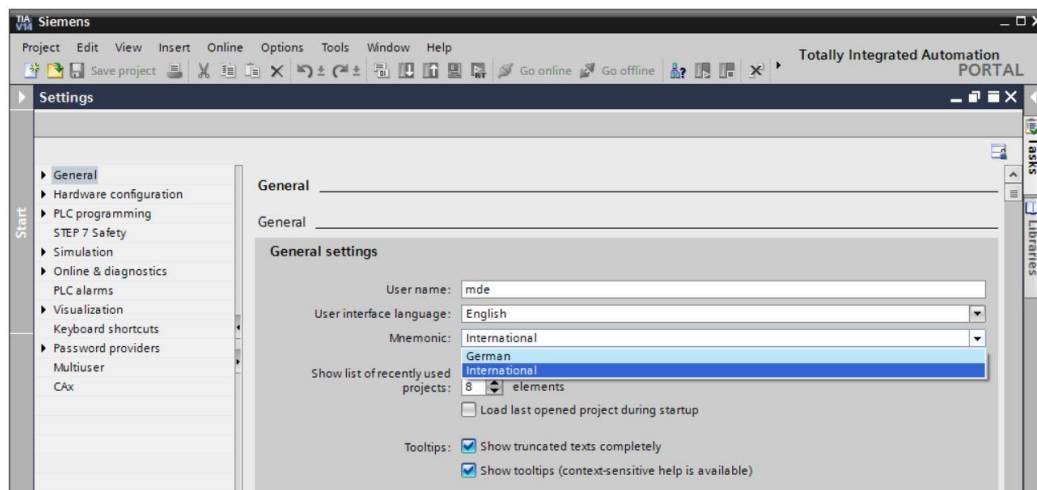 TIA V14 Siemens
Project Edit View Insert Online Options Tools Window Help
Totally Integrated Automation
PORTAL
Save project Go online Go offline
Settings
Tasks
Libraries
Start
General
Hardware configuration
PLC programming
STEP 7 Safety
Simulation
Online & diagnostics
PLC alarms
Visualization
Keyboard shortcuts
Password providers
Multiuser
CAx
General
General
General settings
User name: mde
User interface language: English
Mnemonic: International
German
International
Show list of recently used
projects: 8 elements
Load last opened project during startup
Tooltips: Show truncated texts completely
Show tooltips (context-sensitive help is available)